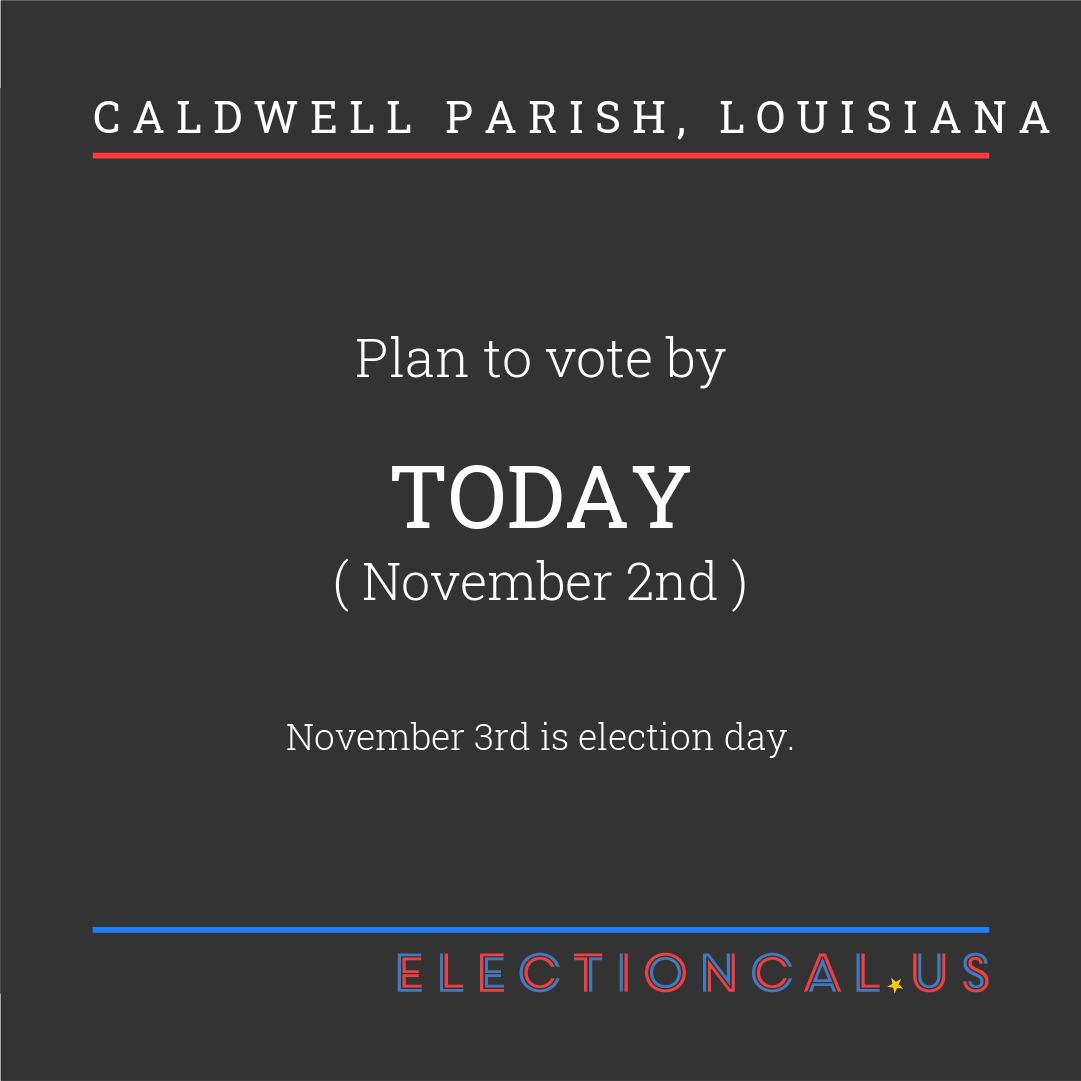 CALDWELL PARISH, LOUISIANA
Plan to vote by
TODAY
( November 2nd )
November 3rd is election day.
ELECTIONCAL.US